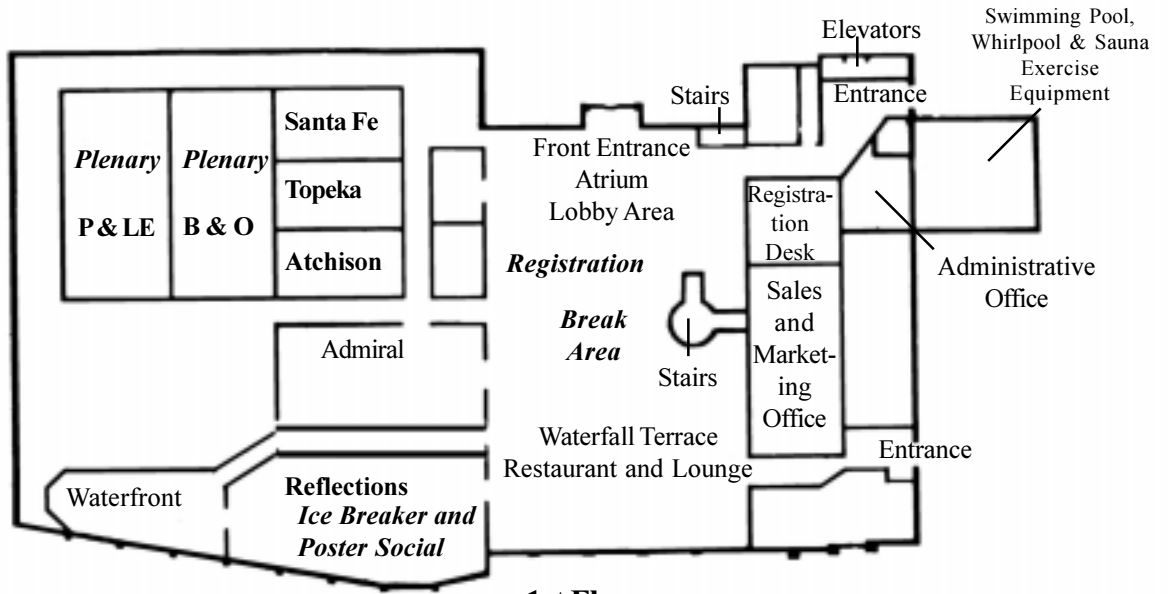 Elevators
Swimming Pool,
Whirlpool & Sauna
Exercise
Equipment
Stairs
Entrance
Santa Fe
Plenary
P & LE
Plenary
B & O
Topeka
Atchison
Front Entrance
Atrium
Lobby Area
Registra-
tion
Desk
Registration
Administrative
Office
Break
Area
Sales
and
Market-
ing
Office
Stairs
Admiral
Waterfall Terrace
Restaurant and Lounge
Entrance
Waterfront
Reflections
Ice Breaker and
Poster Social